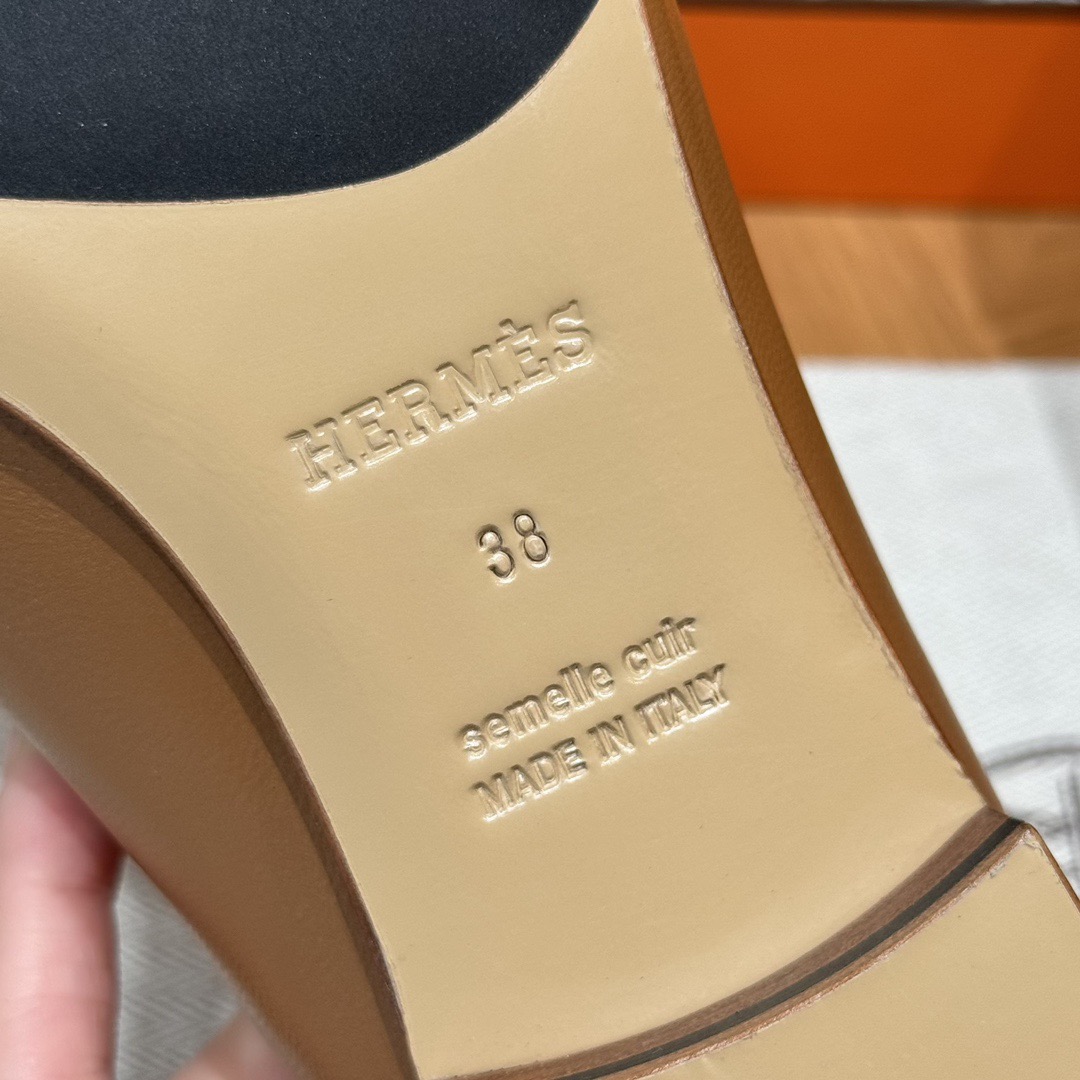 HERMÈS
38
semelle cuir
MADE IN ITALY